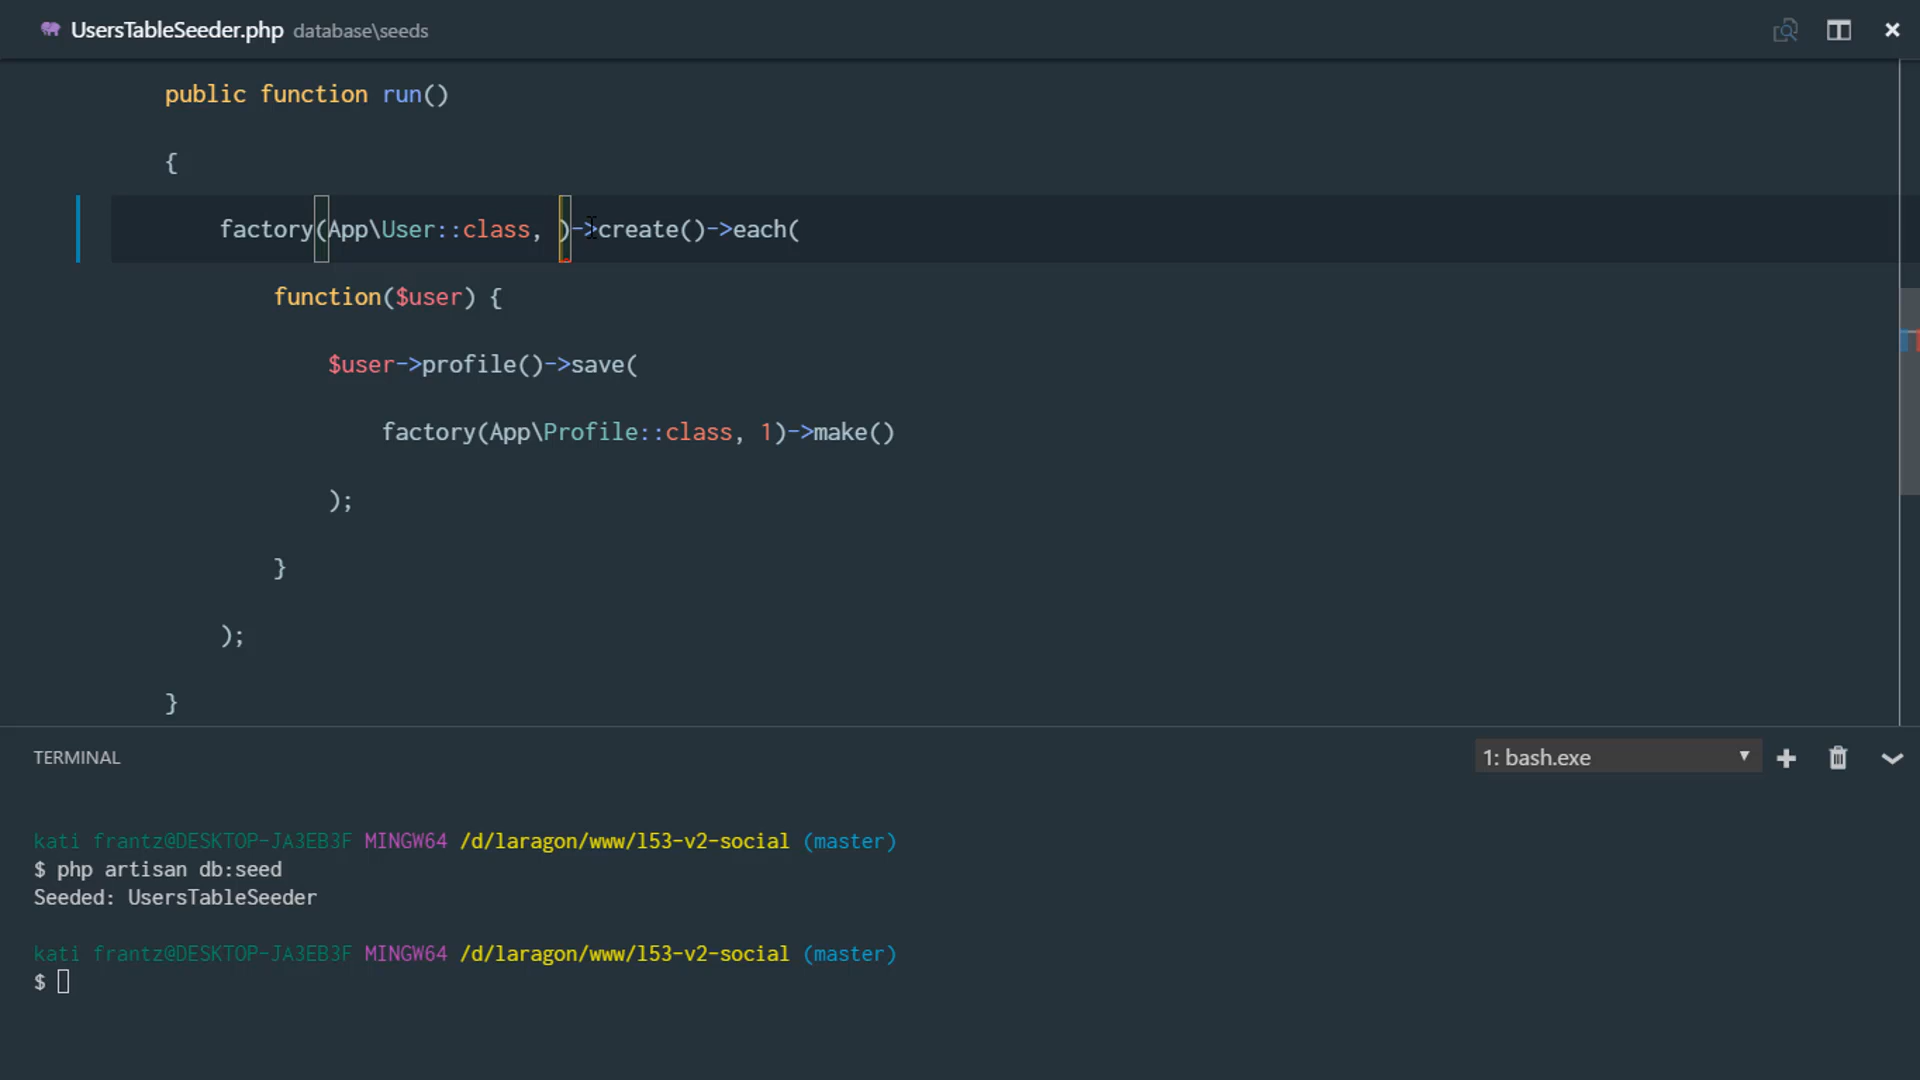 UsersTableSeeder.php database\seeds
public function run()
{
factory(App\User::class, )->create()->each(
function($user) {
$user->profile()->save(
factory(App\Profile::class, 1)->make()
);
}
);
}
TERMINAL
1: bash.exe
kati frantz@DESKTOP-JA3EB3F MINGW64 /d/laragon/www/l53-v2-social (master)
$ php artisan db:seed
Seeded: UsersTableSeeder
kati frantz@DESKTOP-JA3EB3F MINGW64 /d/laragon/www/l53-v2-social (master)
$